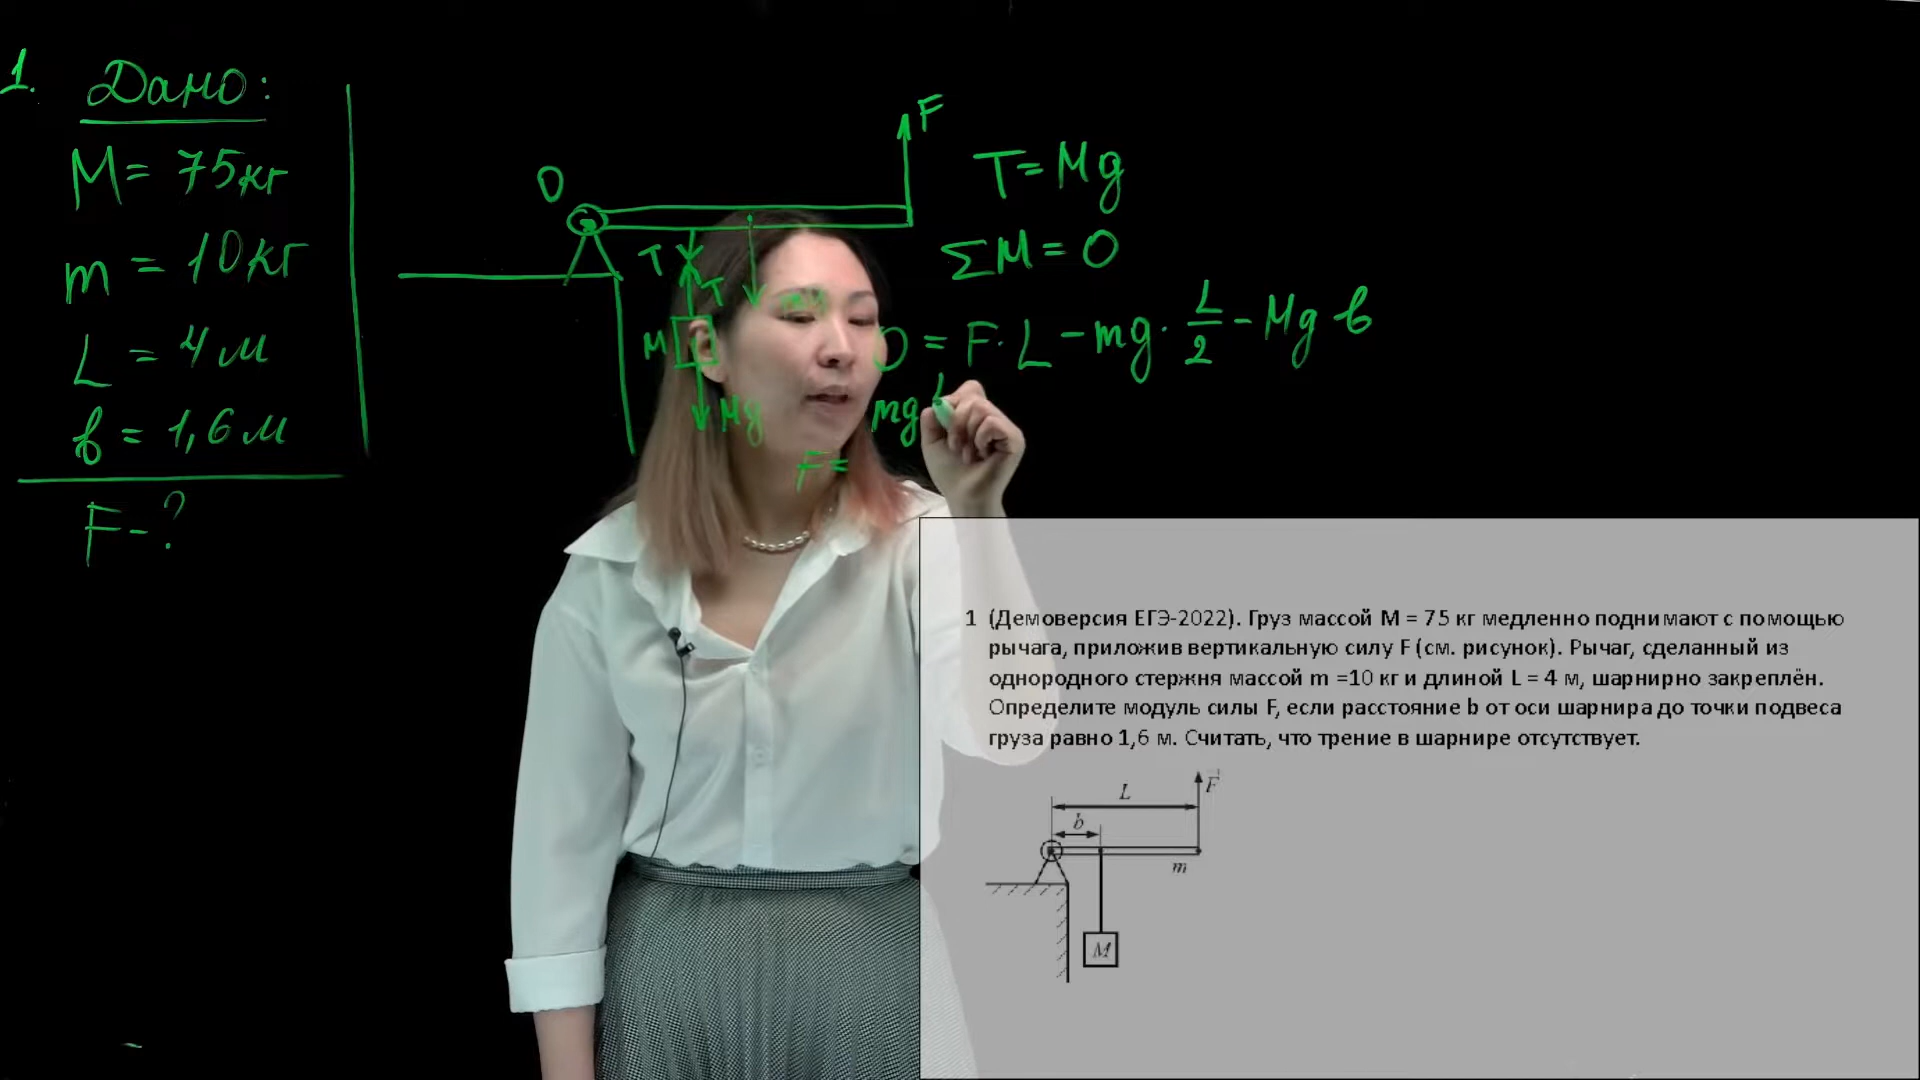 1. Дано:
M = 75кг
m = 10кг
L = 4м
b = 1,6м
F - ?
O
F
T
T
M
mg
Mg
T = Mg
ΣM = 0
0 = F · L - mg · L/2 - Mg b
F =
mg L
1 (Демоверсия ЕГЭ-2022). Груз массой M = 75 кг медленно поднимают с помощью
рычага, приложив вертикальную силу F (см. рисунок). Рычаг, сделанный из
однородного стержня массой m =10 кг и длиной L = 4 м, шарнирно закреплён.
Определите модуль силы F, если расстояние b от оси шарнира до точки подвеса
груза равно 1,6 м. Считать, что трение в шарнире отсутствует.
F
L
b
m
M